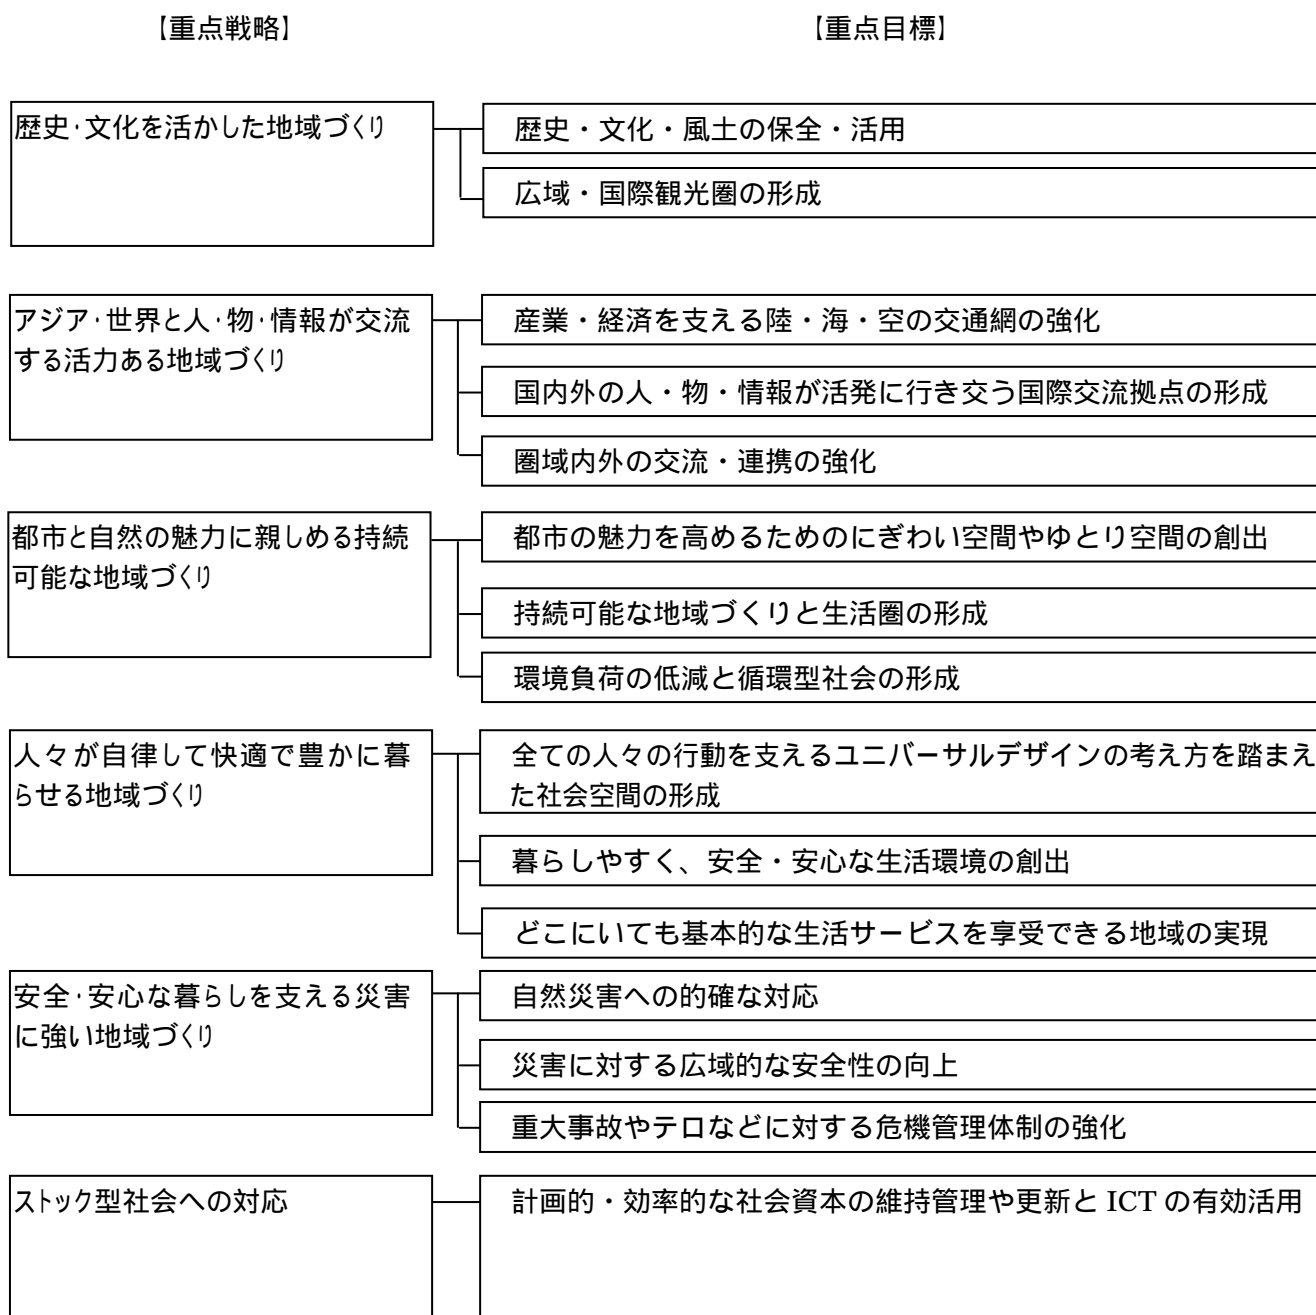 【重点戦略】
【重点目標】
歴史・文化を活かした地域づくり
歴史・文化・風土の保全・活用
広域・国際観光圏の形成
アジア・世界と人・物・情報が交流
する活力ある地域づくり
産業・経済を支える陸・海・空の交通網の強化
国内外の人・物・情報が活発に行き交う国際交流拠点の形成
圏域内外の交流・連携の強化
都市と自然の魅力に親しめる持続
可能な地域づくり
都市の魅力を高めるためのにぎわい空間やゆとり空間の創出
持続可能な地域づくりと生活圏の形成
環境負荷の低減と循環型社会の形成
人々が自律して快適で豊かに暮
らせる地域づくり
全ての人々の行動を支えるユニバーサルデザインの考え方を踏まえ
た社会空間の形成
暮らしやすく、安全・安心な生活環境の創出
どこにいても基本的な生活サービスを享受できる地域の実現
安全・安心な暮らしを支える災害
に強い地域づくり
自然災害への的確な対応
災害に対する広域的な安全性の向上
重大事故やテロなどに対する危機管理体制の強化
ストック型社会への対応
計画的・効率的な社会資本の維持管理や更新と ICT の有効活用